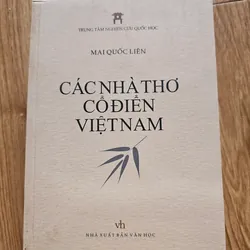 TRUNG TÂM NGHIÊN CỨU QUỐC HỌC
MAI QUỐC LIÊN
CÁC NHÀ THƠ
CỔ ĐIỂN
VIỆT NAM
vh
NHÀ XUẤT BẢN VĂN HỌC